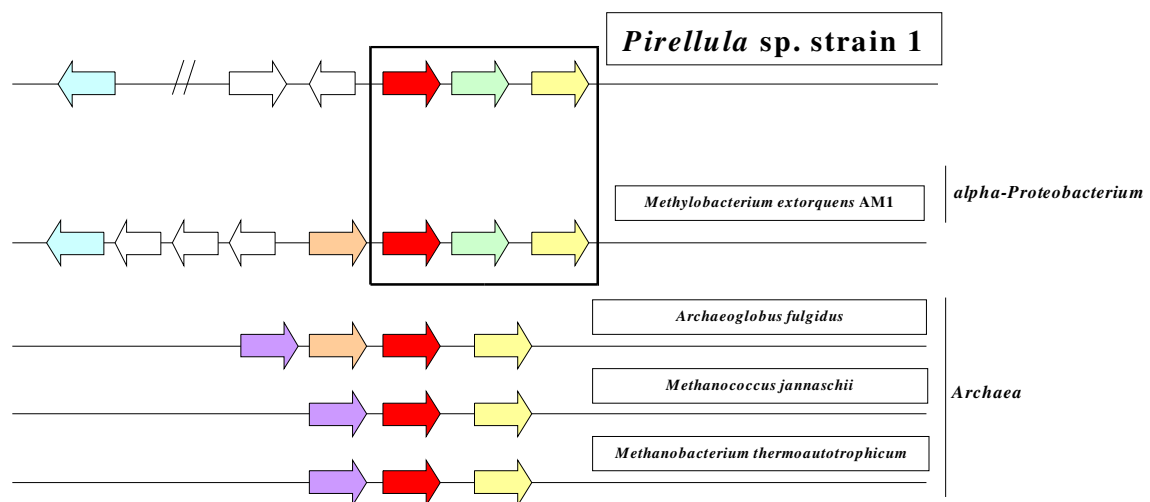 Pirellula sp. strain 1
Methylobacterium extorquens AM1
alpha-Proteobacterium
Archaeoglobus fulgidus
Methanococcus jannaschii
Archaea
Methanobacterium thermoautotrophicum